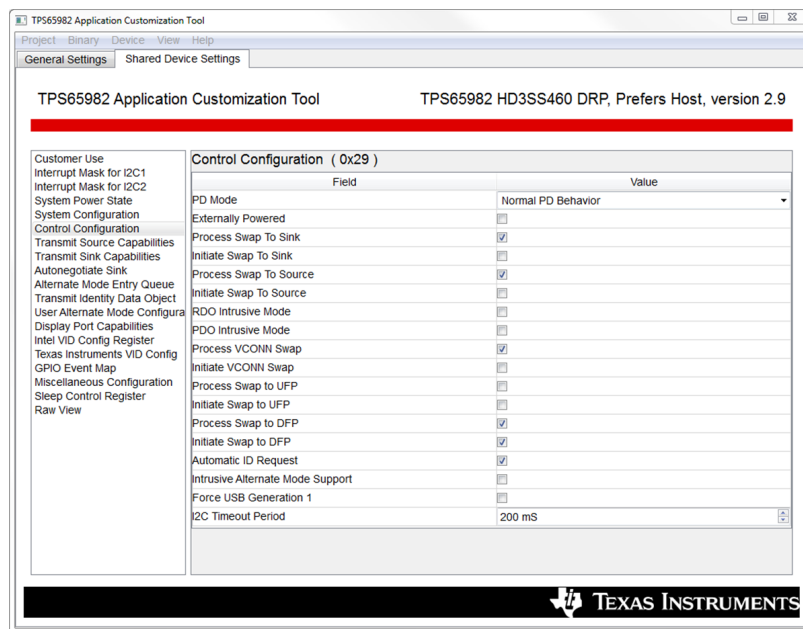 TPS65982 Application Customization Tool
Project Binary Device View Help
General Settings Shared Device Settings
TPS65982 Application Customization Tool TPS65982 HD3SS460 DRP, Prefers Host, version 2.9
Customer Use
Interrupt Mask for I2C1
Interrupt Mask for I2C2
System Power State
System Configuration
Control Configuration
Transmit Source Capabilities
Transmit Sink Capabilities
Autonegotiate Sink
Alternate Mode Entry Queue
Transmit Identity Data Object
User Alternate Mode Configura
Display Port Capabilities
Intel VID Config Register
Texas Instruments VID Config
GPIO Event Map
Miscellaneous Configuration
Sleep Control Register
Raw View
Control Configuration ( 0x29 )
Field Value
PD Mode Normal PD Behavior
Externally Powered
Process Swap To Sink
Initiate Swap To Sink
Process Swap To Source
Initiate Swap To Source
RDO Intrusive Mode
PDO Intrusive Mode
Process VCONN Swap
Initiate VCONN Swap
Process Swap to UFP
Initiate Swap to UFP
Process Swap to DFP
Initiate Swap to DFP
Automatic ID Request
Intrusive Alternate Mode Support
Force USB Generation 1
I2C Timeout Period 200 mS
TEXAS INSTRUMENTS